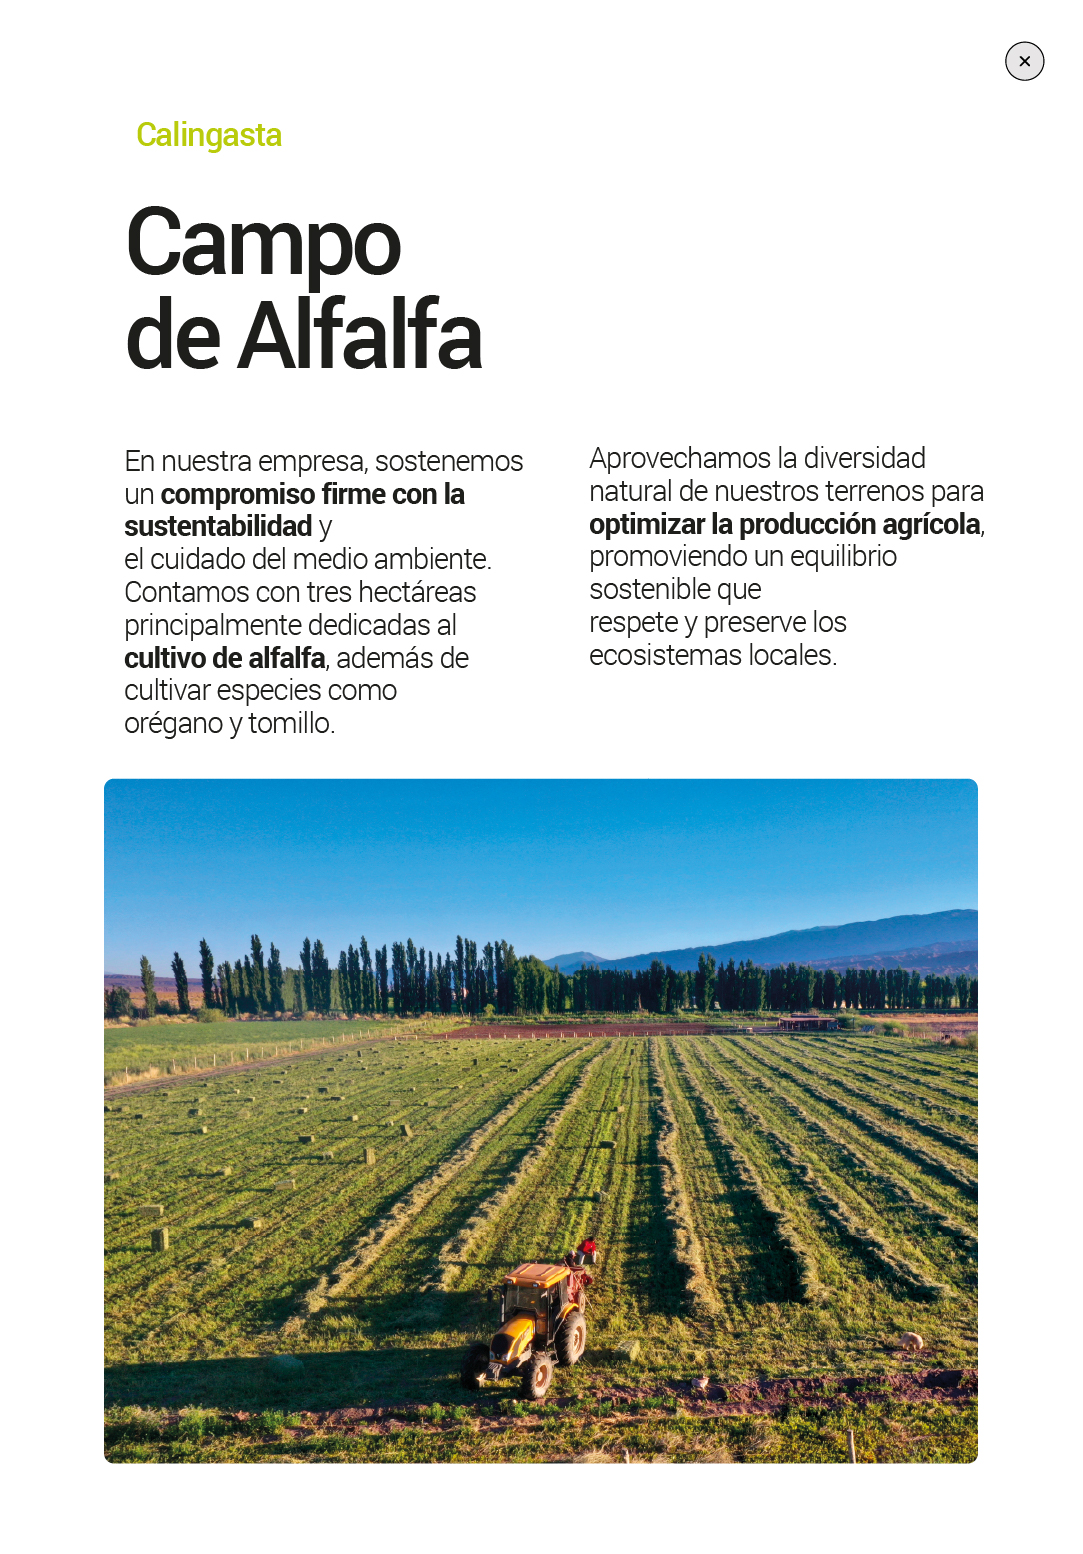 Calingasta
Campo
de Alfalfa
En nuestra empresa, sostenemos
un compromiso firme con la
sustentabilidad y
el cuidado del medio ambiente.
Contamos con tres hectáreas
principalmente dedicadas al
cultivo de alfalfa, además de
cultivar especies como
orégano y tomillo.
Aprovechamos la diversidad
natural de nuestros terrenos para
optimizar la producción agrícola,
promoviendo un equilibrio
sostenible que
respete y preserve los
ecosistemas locales.